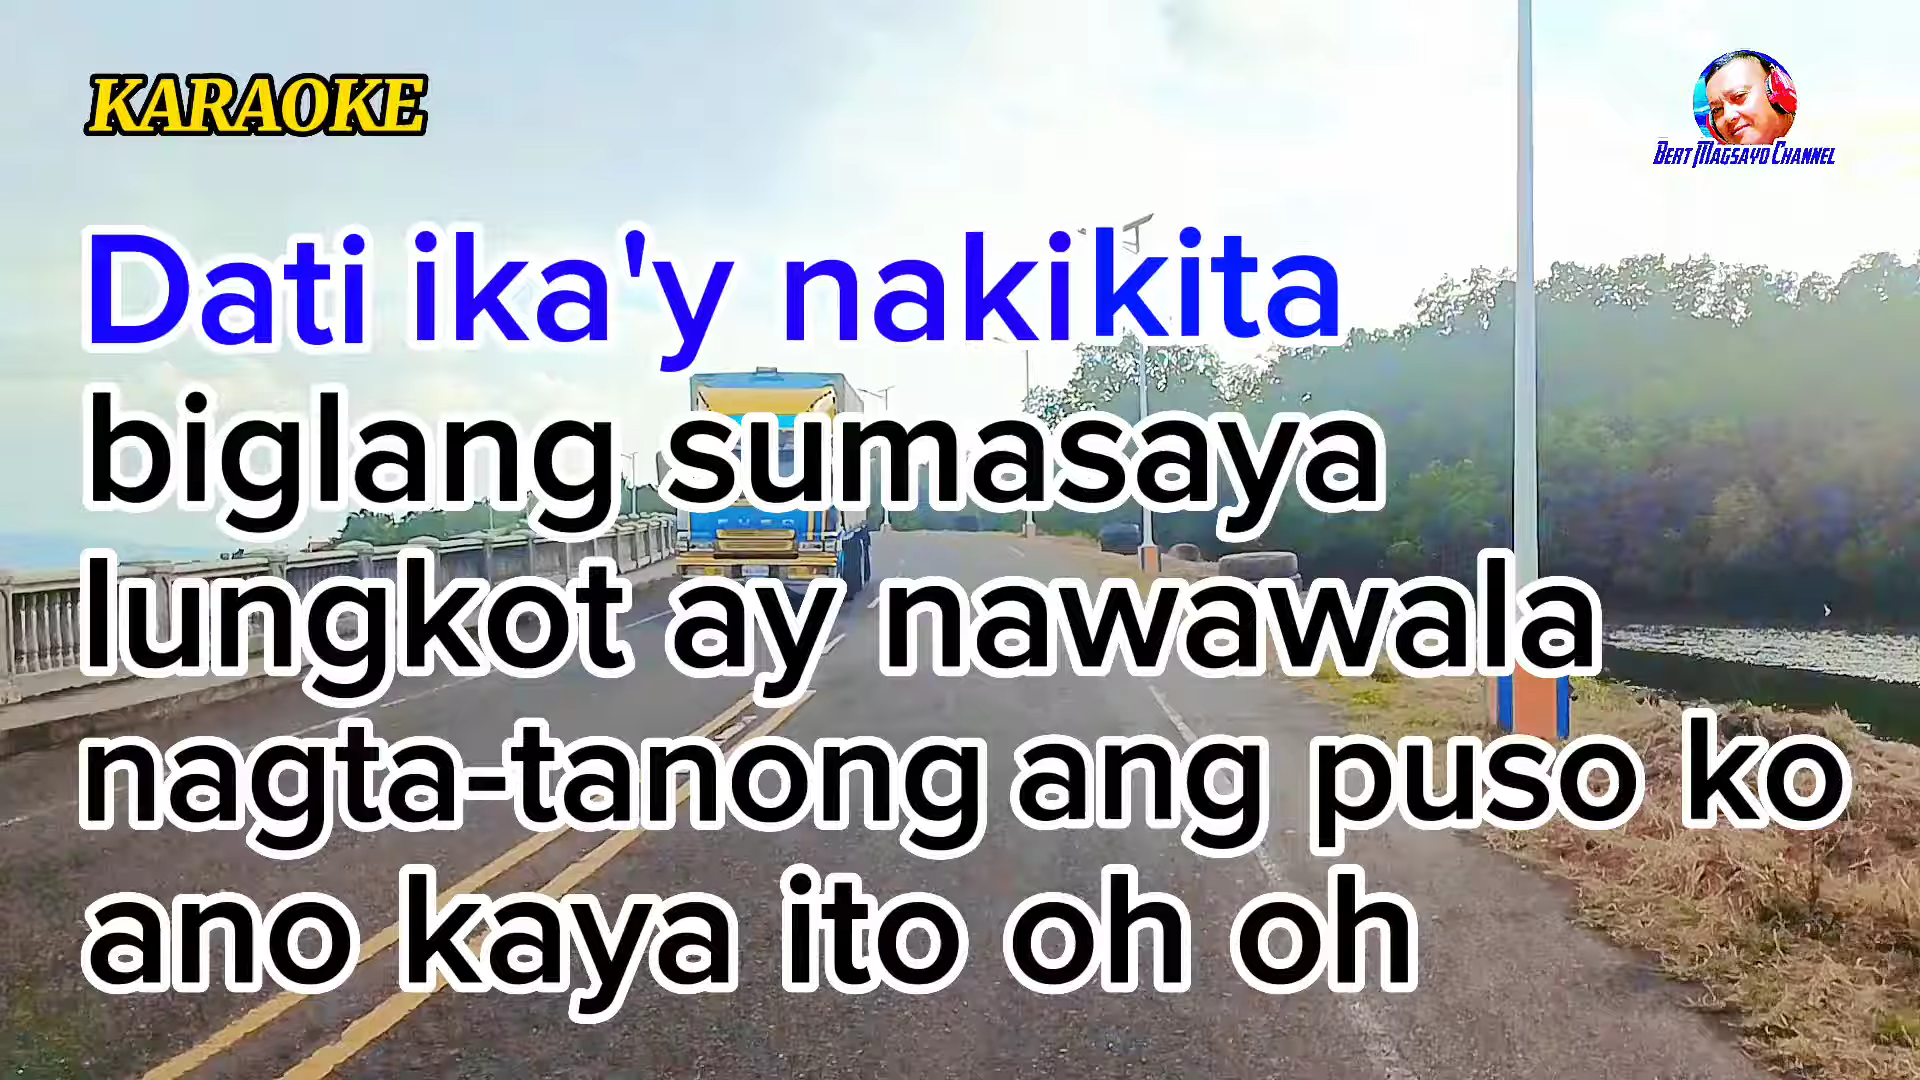 KARAOKE
BERT MAGSAYO CHANNEL
Dati ika'y nakikita
biglang sumasaya
lungkot ay nawawala
nagta-tanong ang puso ko
ano kaya ito oh oh
FUSO